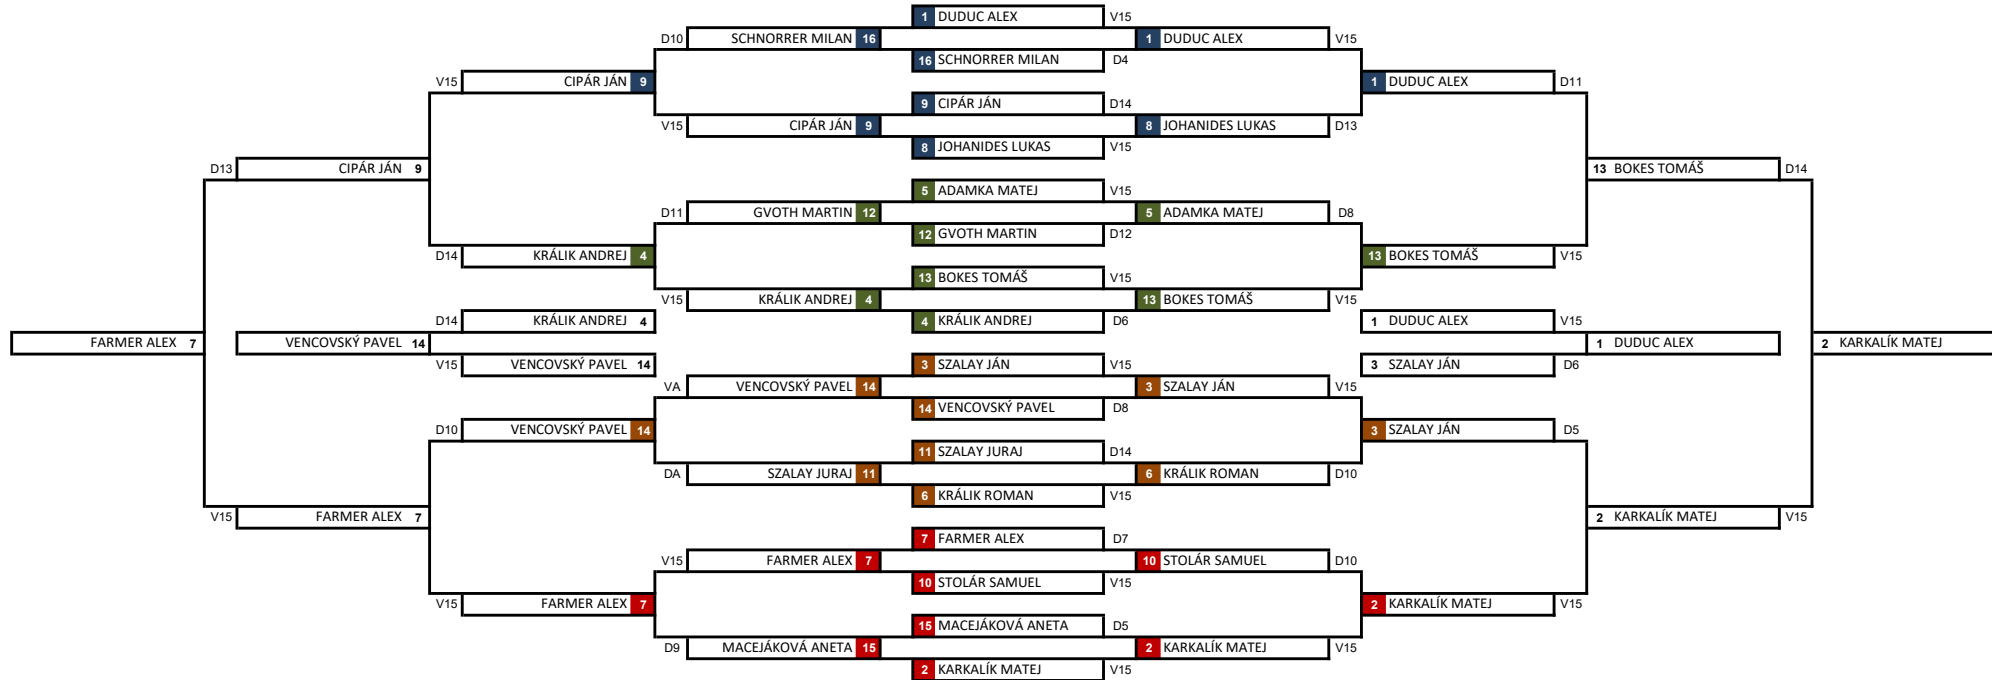 1 DUDUC ALEX V15
D10 SCHNORRER MILAN 16 1 DUDUC ALEX V15
16 SCHNORRER MILAN D4
V15 CIPÁR JÁN 9 1 DUDUC ALEX D11
9 CIPÁR JÁN D14
V15 CIPÁR JÁN 9 8 JOHANIDES LUKAS D13
8 JOHANIDES LUKAS V15
D13 CIPÁR JÁN 9 13 BOKES TOMÁŠ D14
5 ADAMKA MATEJ V15
D11 GVOTH MARTIN 12 5 ADAMKA MATEJ D8
12 GVOTH MARTIN D12
D14 KRÁLIK ANDREJ 4 13 BOKES TOMÁŠ V15
13 BOKES TOMÁŠ V15
V15 KRÁLIK ANDREJ 4 13 BOKES TOMÁŠ V15
D14 KRÁLIK ANDREJ 4 4 KRÁLIK ANDREJ D6 1 DUDUC ALEX V15
FARMER ALEX 7 VENCOVSKÝ PAVEL 14 1 DUDUC ALEX 2 KARKALÍK MATEJ
V15 VENCOVSKÝ PAVEL 14 3 SZALAY JÁN V15 3 SZALAY JÁN D6
VA VENCOVSKÝ PAVEL 14 3 SZALAY JÁN V15
14 VENCOVSKÝ PAVEL D8
D10 VENCOVSKÝ PAVEL 14 3 SZALAY JÁN D5
11 SZALAY JURAJ D14
DA SZALAY JURAJ 11 6 KRÁLIK ROMAN D10
6 KRÁLIK ROMAN V15
V15 FARMER ALEX 7 2 KARKALÍK MATEJ V15
7 FARMER ALEX D7
V15 FARMER ALEX 7 10 STOLÁR SAMUEL D10
10 STOLÁR SAMUEL V15
V15 FARMER ALEX 7 2 KARKALÍK MATEJ V15
15 MACEJÁKOVÁ ANETA D5
D9 MACEJÁKOVÁ ANETA 15 2 KARKALÍK MATEJ V15
2 KARKALÍK MATEJ V15